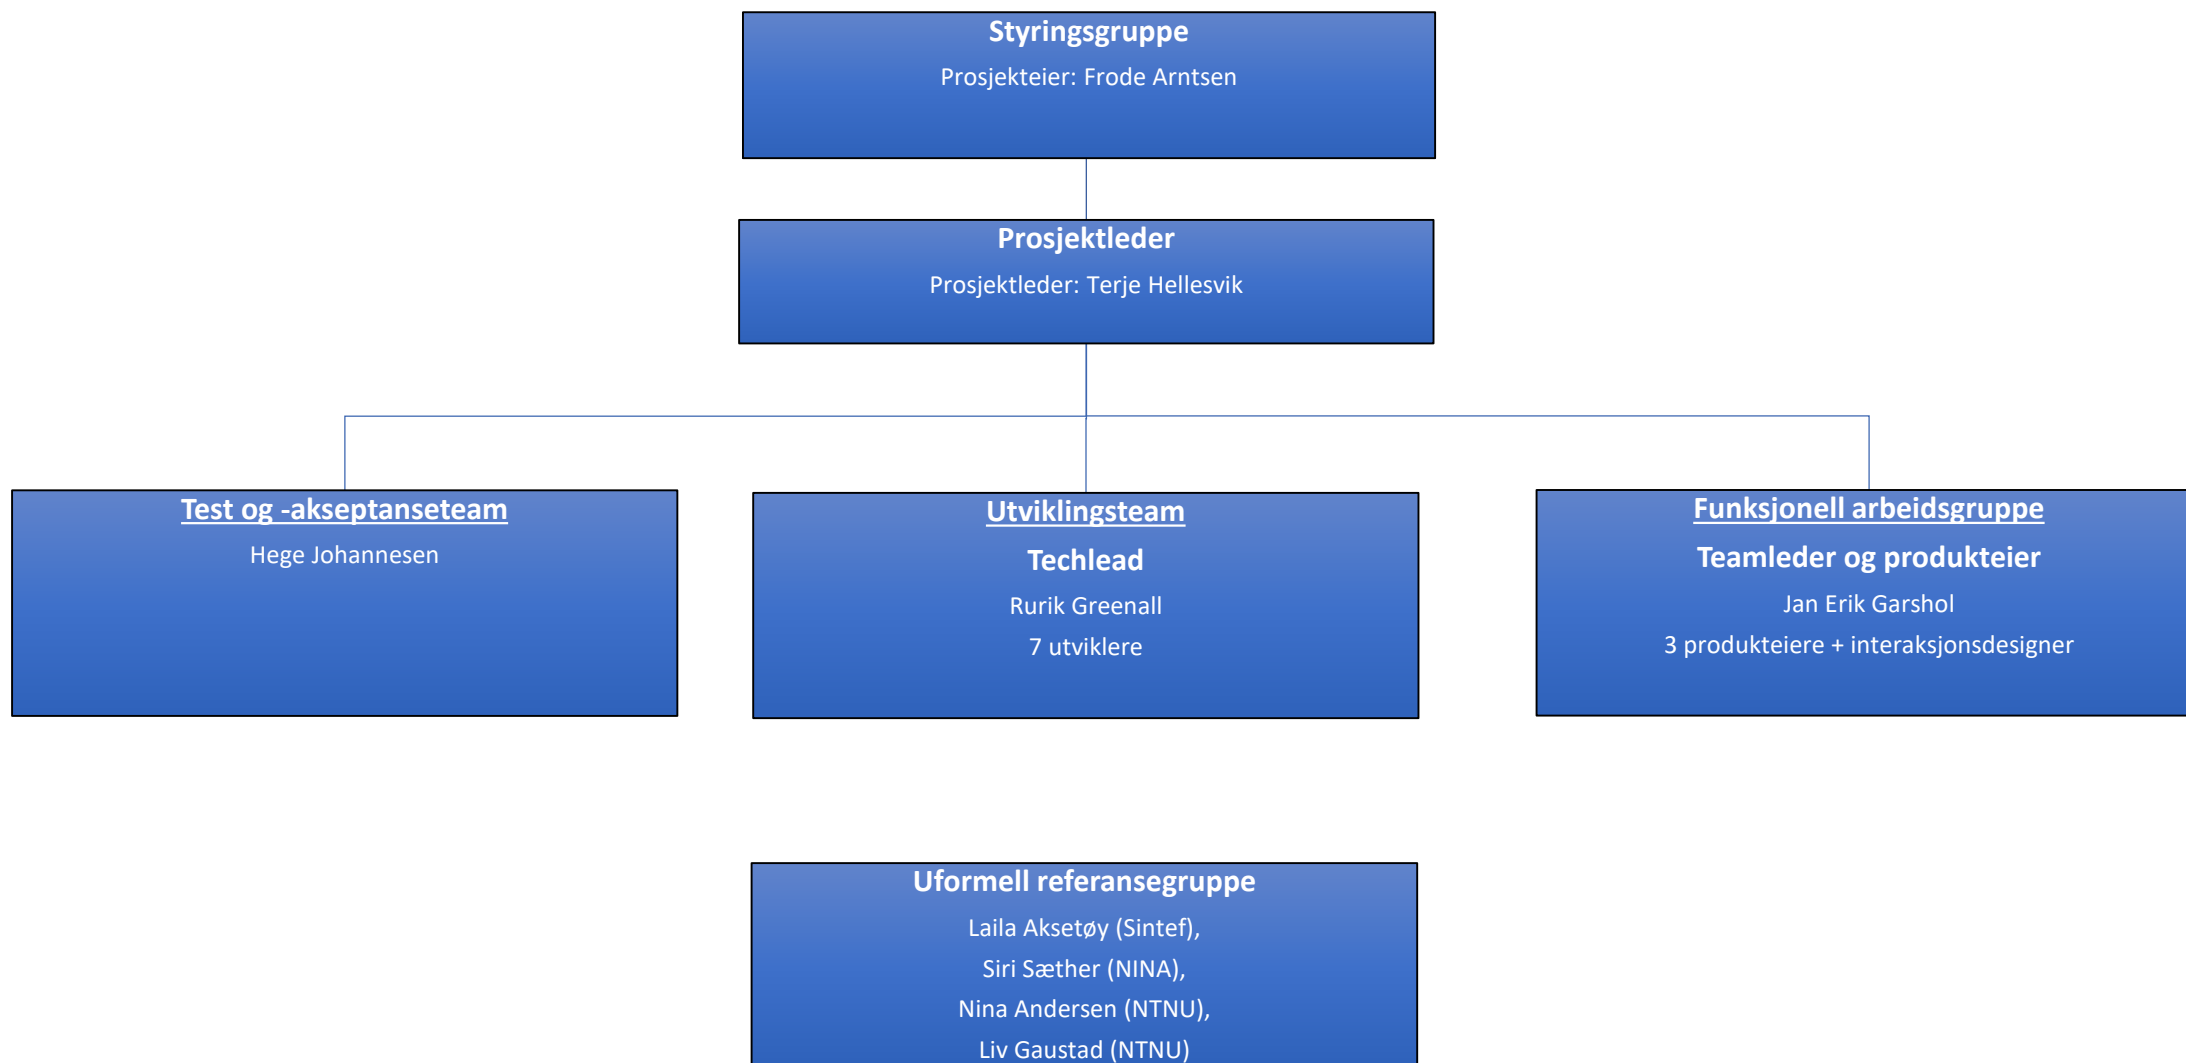 Styringsgruppe
Prosjekteier: Frode Arntsen
Prosjektleder
Prosjektleder: Terje Hellesvik
Test og -akseptanseteam
Hege Johannesen
Utviklingsteam
Techlead
Rurik Greenall
7 utviklere
Funksjonell arbeidsgruppe
Teamleder og produkteier
Jan Erik Garshol
3 produkteiere + interaksjonsdesigner
Uformell referansegruppe
Laila Aksetøy (Sintef),
Siri Sæther (NINA),
Nina Andersen (NTNU),
Liv Gaustad (NTNU)